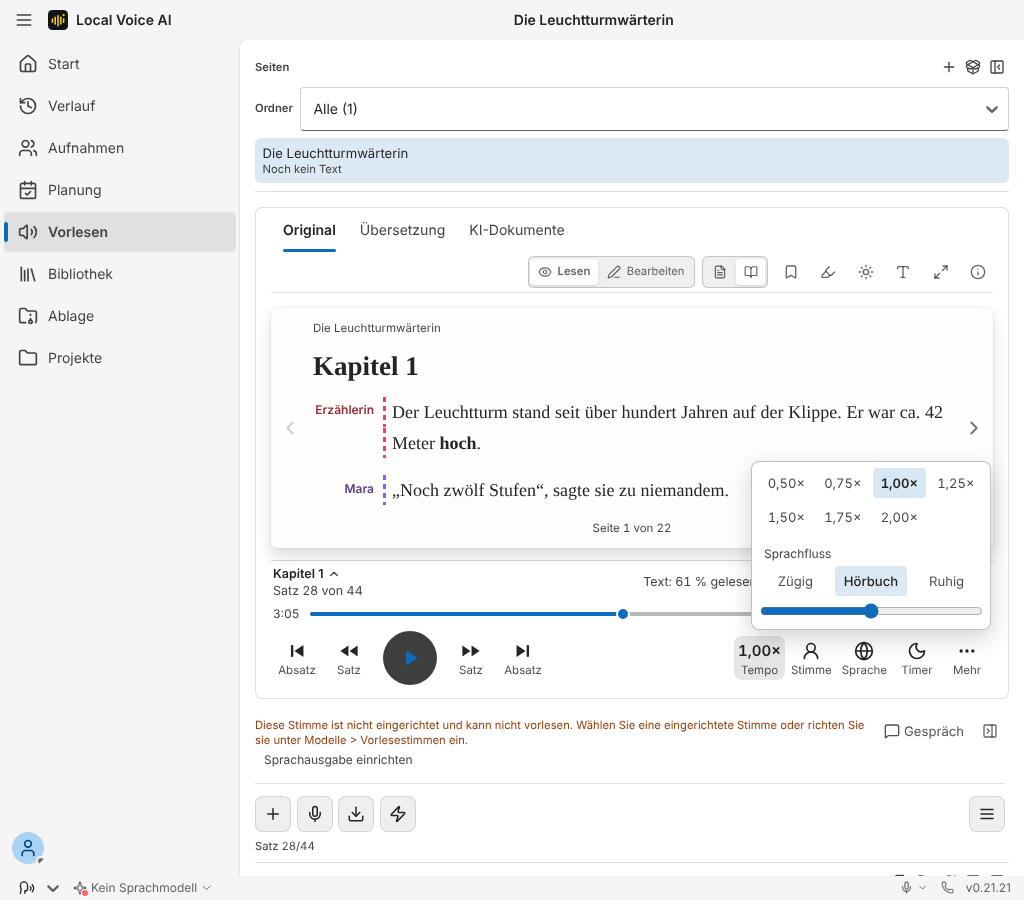 Local Voice AI
Die Leuchtturmwärterin
Start
Verlauf
Aufnahmen
Planung
Vorlesen
Bibliothek
Ablage
Projekte
Seiten
Ordner
Alle (1)
Die Leuchtturmwärterin
Noch kein Text
Original Übersetzung KI-Dokumente
Lesen Bearbeiten
Die Leuchtturmwärterin
Kapitel 1
Erzählerin Der Leuchtturm stand seit über hundert Jahren auf der Klippe. Er war ca. 42
Meter hoch.
Mara „Noch zwölf Stufen“, sagte sie zu niemandem.
Seite 1 von 22
0,50× 0,75× 1,00× 1,25×
1,50× 1,75× 2,00×
Sprachfluss
Zügig Hörbuch Ruhig
Kapitel 1
Satz 28 von 44
Text: 61 % gelesen
3:05
Absatz Satz Satz Absatz
1,00×
Tempo Stimme Sprache Timer Mehr
Diese Stimme ist nicht eingerichtet und kann nicht vorlesen. Wählen Sie eine eingerichtete Stimme oder richten Sie
sie unter Modelle > Vorlesestimmen ein.
Gespräch
Sprachausgabe einrichten
Satz 28/44
Kein Sprachmodell
v0.21.21